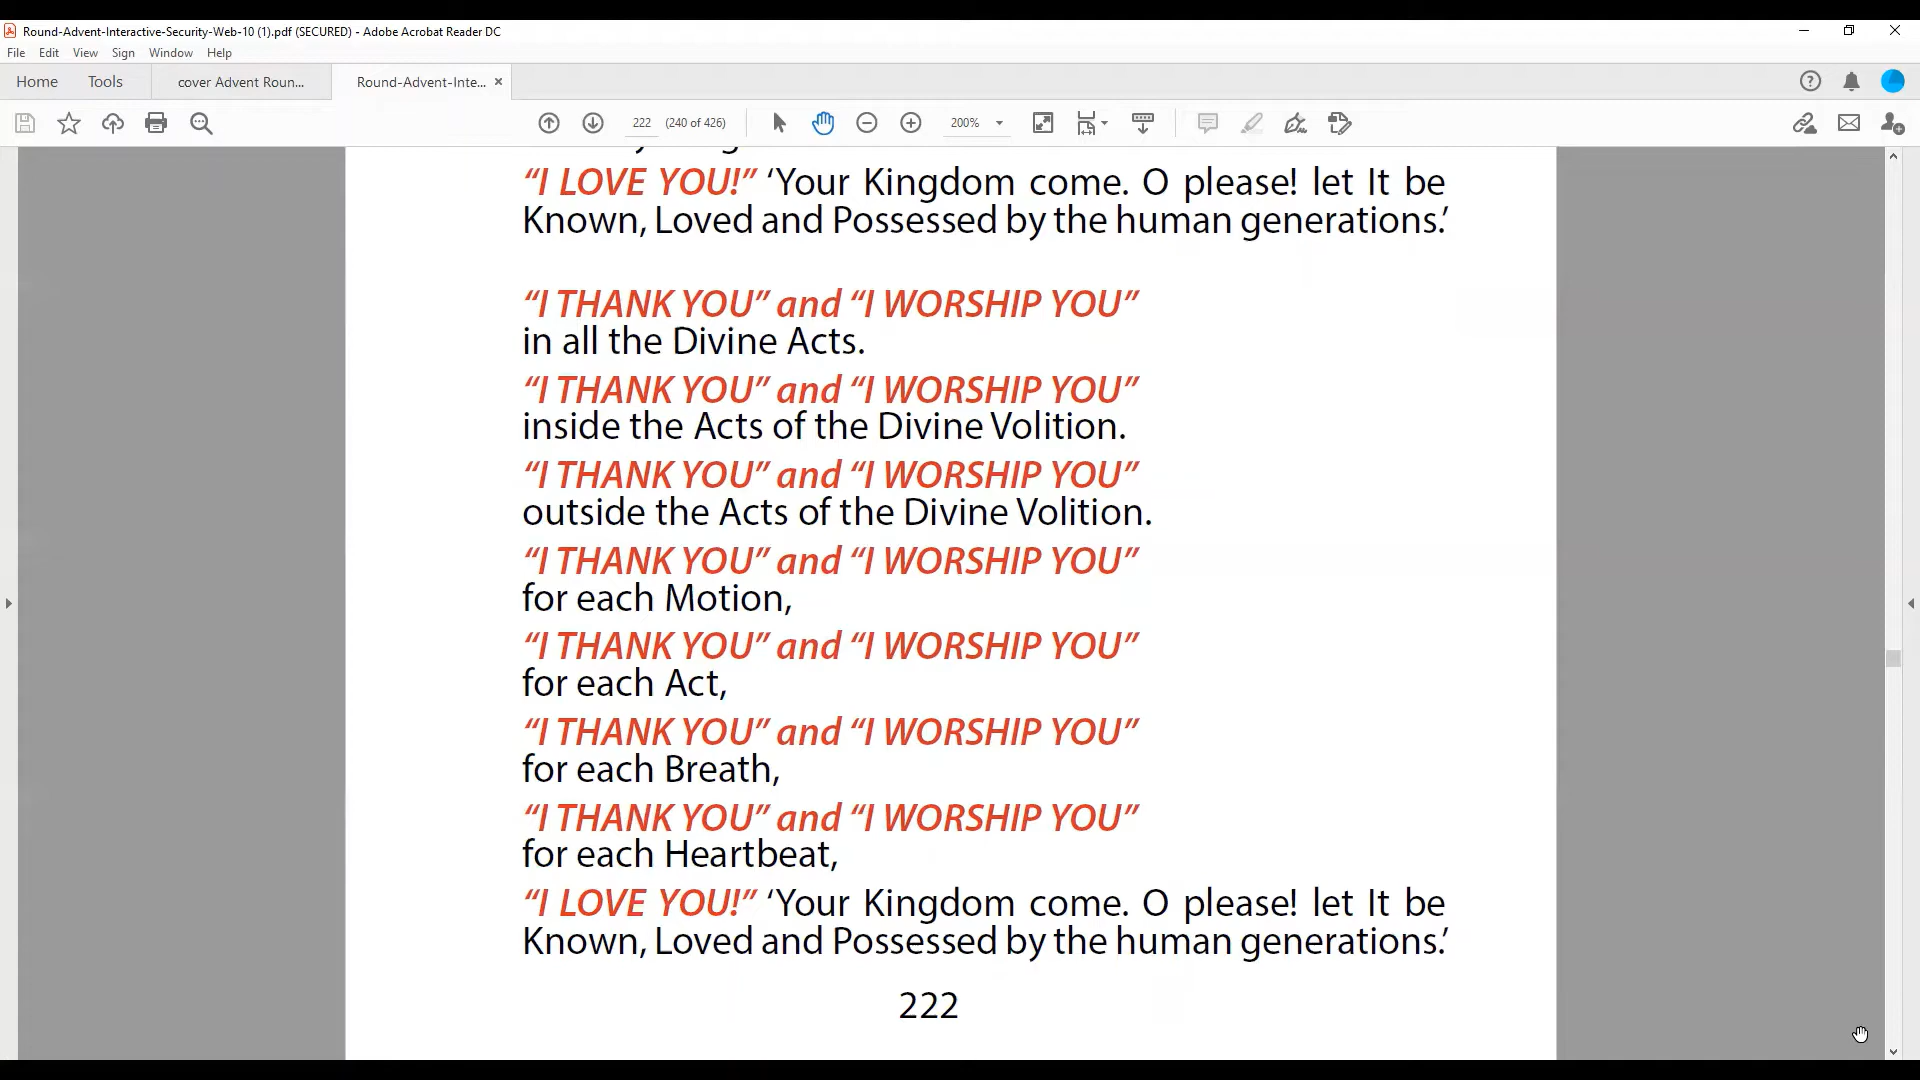 Round-Advent-Interactive-Security-Web-10 (1).pdf (SECURED) - Adobe Acrobat Reader DC
File Edit View Sign Window Help
Home Tools cover Advent Roun... Round-Advent-Inte...
222 (240 of 426) 200%
“I LOVE YOU!” ‘Your Kingdom come. O please! let It be
Known, Loved and Possessed by the human generations.’
“I THANK YOU” and “I WORSHIP YOU”
in all the Divine Acts.
“I THANK YOU” and “I WORSHIP YOU”
inside the Acts of the Divine Volition.
“I THANK YOU” and “I WORSHIP YOU”
outside the Acts of the Divine Volition.
“I THANK YOU” and “I WORSHIP YOU”
for each Motion,
“I THANK YOU” and “I WORSHIP YOU”
for each Act,
“I THANK YOU” and “I WORSHIP YOU”
for each Breath,
“I THANK YOU” and “I WORSHIP YOU”
for each Heartbeat,
“I LOVE YOU!” ‘Your Kingdom come. O please! let It be
Known, Loved and Possessed by the human generations.’
222